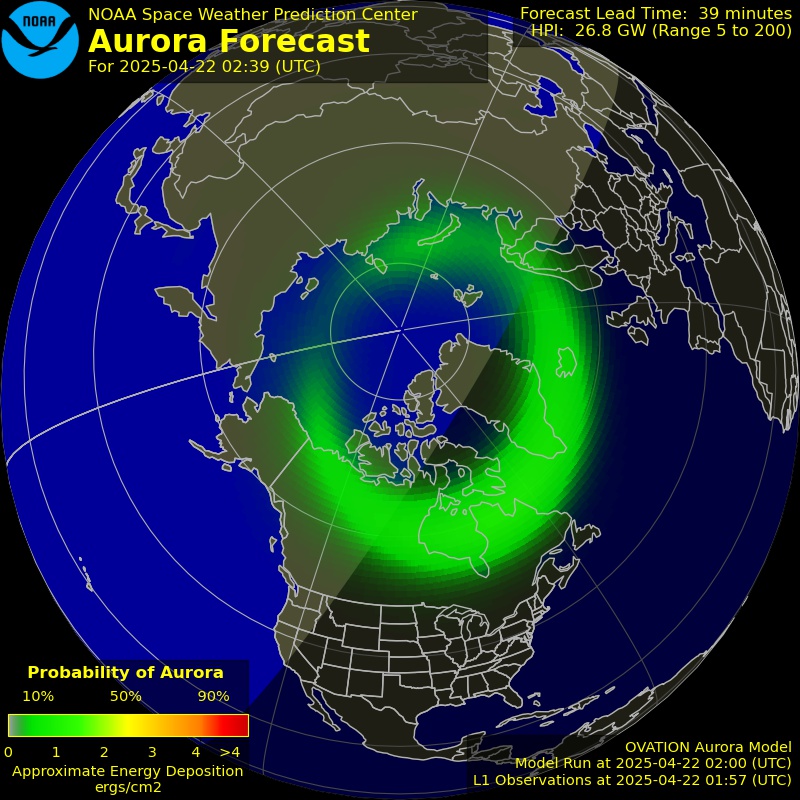 NOAA
NOAA Space Weather Prediction Center
Aurora Forecast
For 2025-04-22 02:39 (UTC)
Forecast Lead Time: 39 minutes
HPI: 26.8 GW (Range 5 to 200)
Probability of Aurora
10% 50% 90%
0 1 2 3 4 >4
Approximate Energy Deposition
ergs/cm2
OVATION Aurora Model
Model Run at 2025-04-22 02:00 (UTC)
L1 Observations at 2025-04-22 01:57 (UTC)